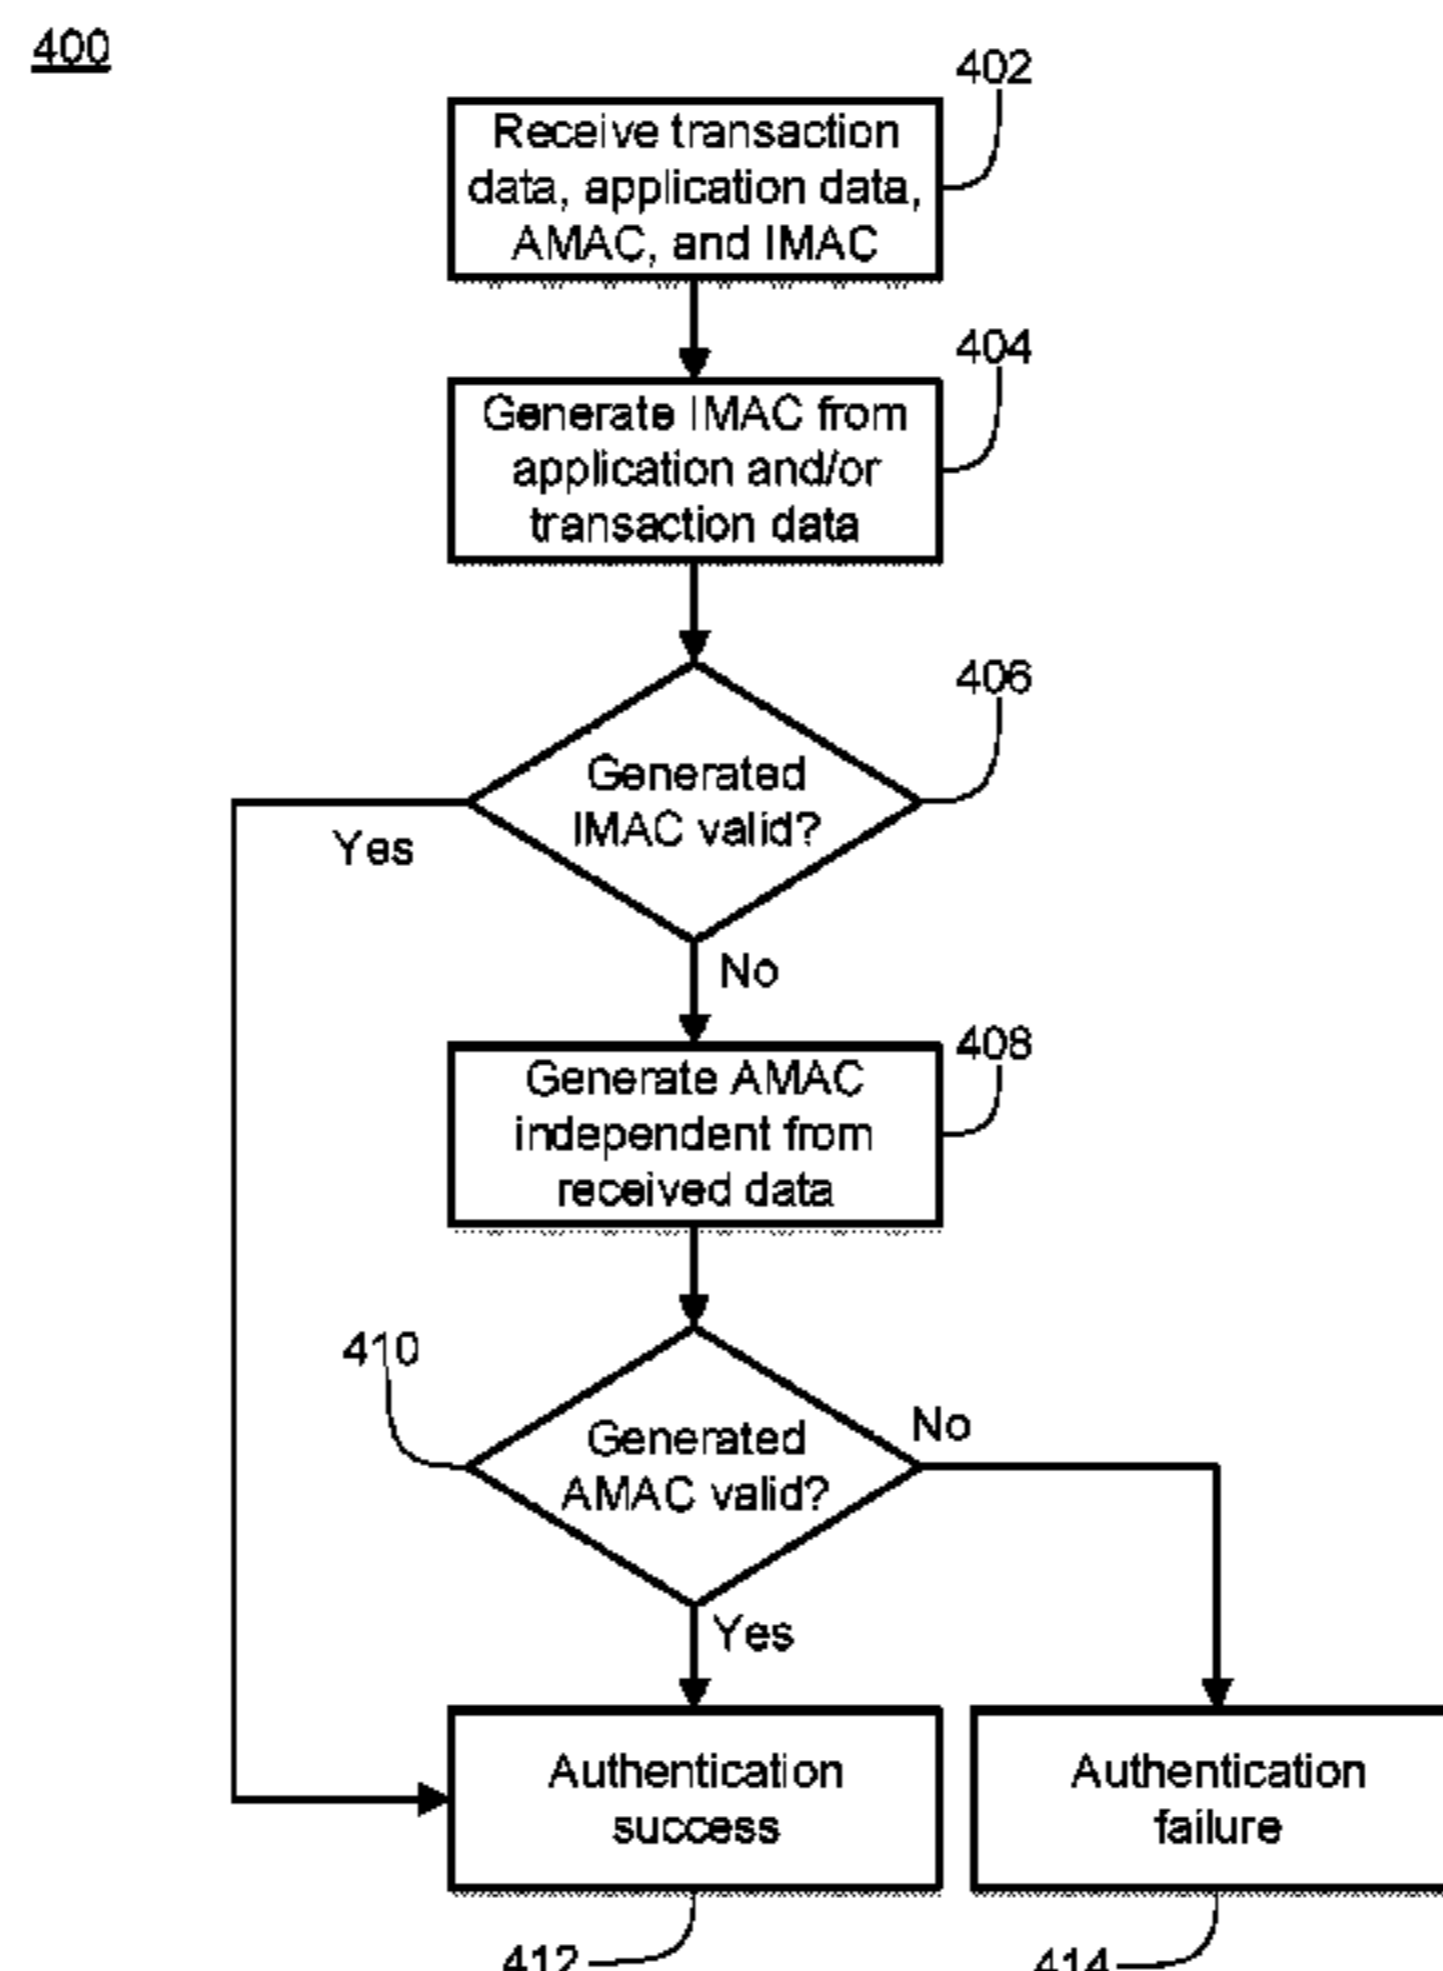 400
402
Receive transaction
data, application data,
AMAC, and IMAC
404
Generate IMAC from
application and/or
transaction data
406
Generated
IMAC valid?
Yes
No
408
Generate AMAC
independent from
received data
410
Generated
AMAC valid?
No
Yes
Authentication
success
Authentication
failure
412
414